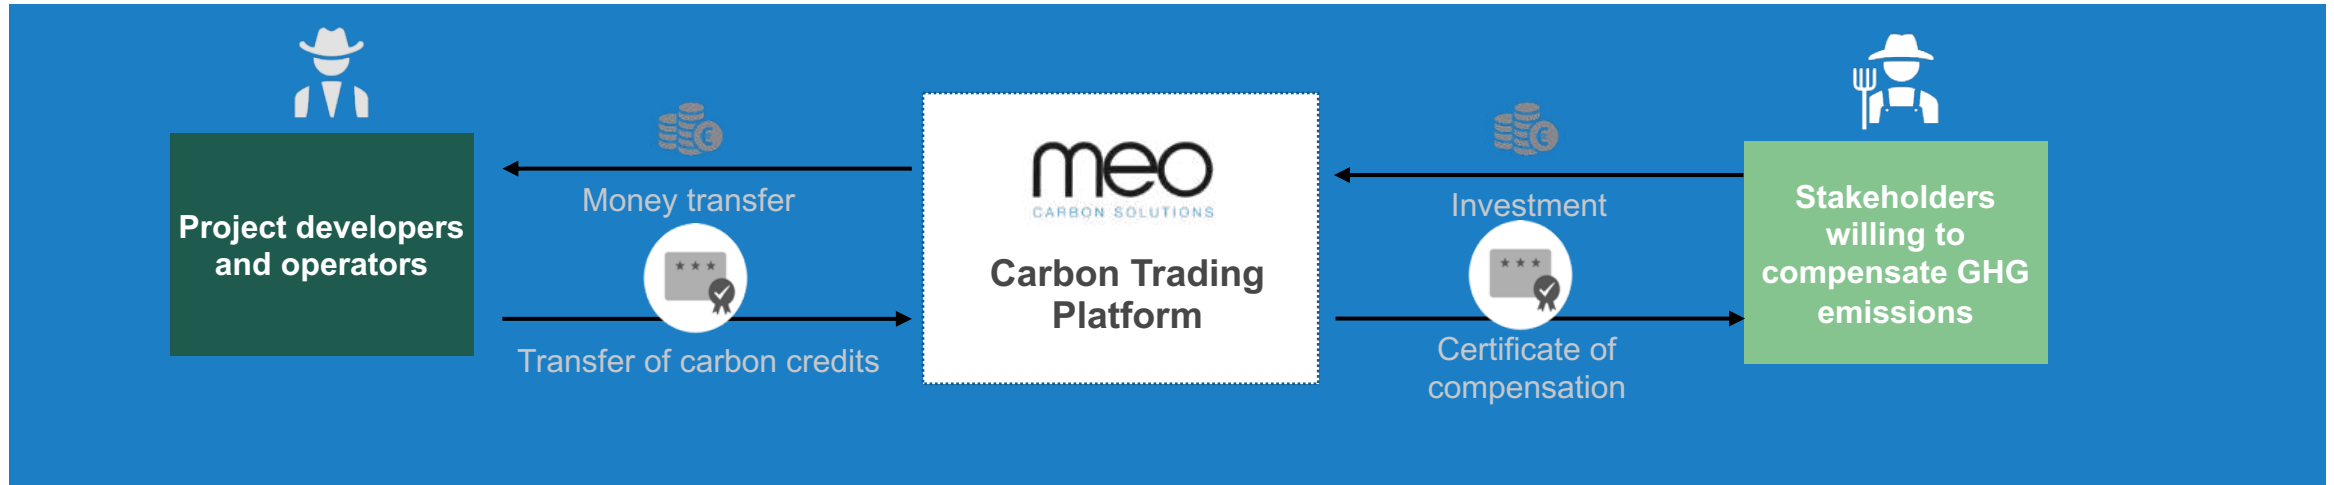 Project developers
and operators
Money transfer
Transfer of carbon credits
meo
CARBON SOLUTIONS
Carbon Trading
Platform
Investment
Certificate of
compensation
Stakeholders
willing to
compensate GHG
emissions